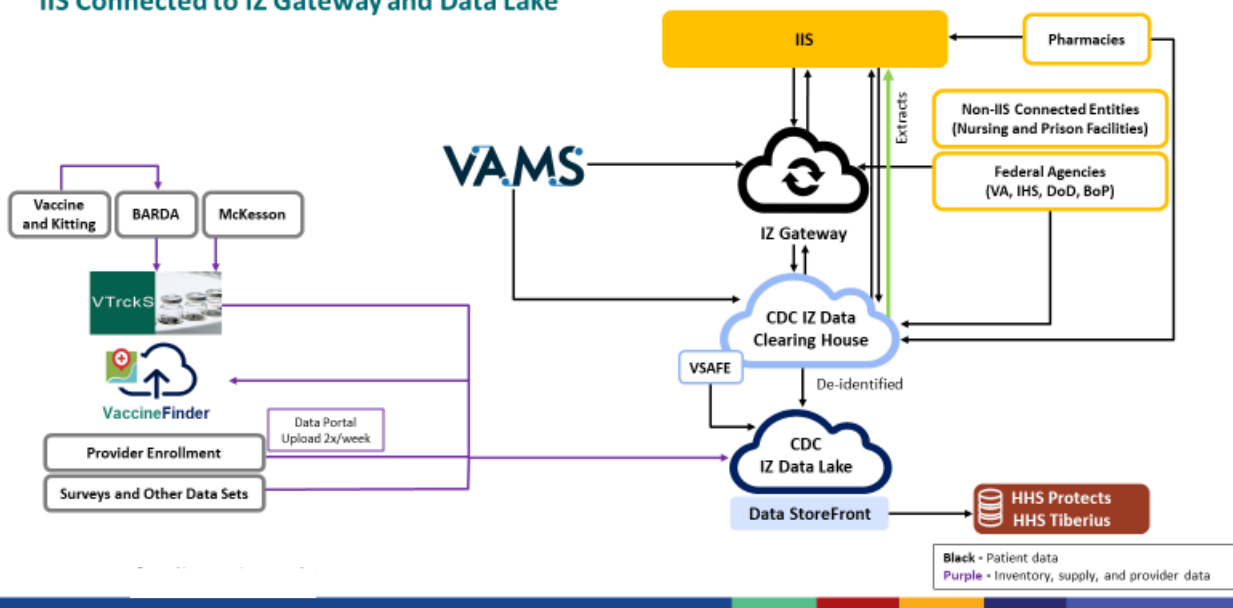 IIS Connected to IZ Gateway and Data Lake
IIS
Pharmacies
Extracts
Non-IIS Connected Entities
(Nursing and Prison Facilities)
VAMS
Federal Agencies
(VA, IHS, DoD, BoP)
Vaccine
and Kitting
BARDA
McKesson
IZ Gateway
VTrckS
CDC IZ Data
Clearing House
VSAFE
De-identified
VaccineFinder
Data Portal
Upload 2x/week
Provider Enrollment
CDC
IZ Data Lake
Surveys and Other Data Sets
Data StoreFront
HHS Protects
HHS Tiberius
Black - Patient data
Purple - Inventory, supply, and provider data